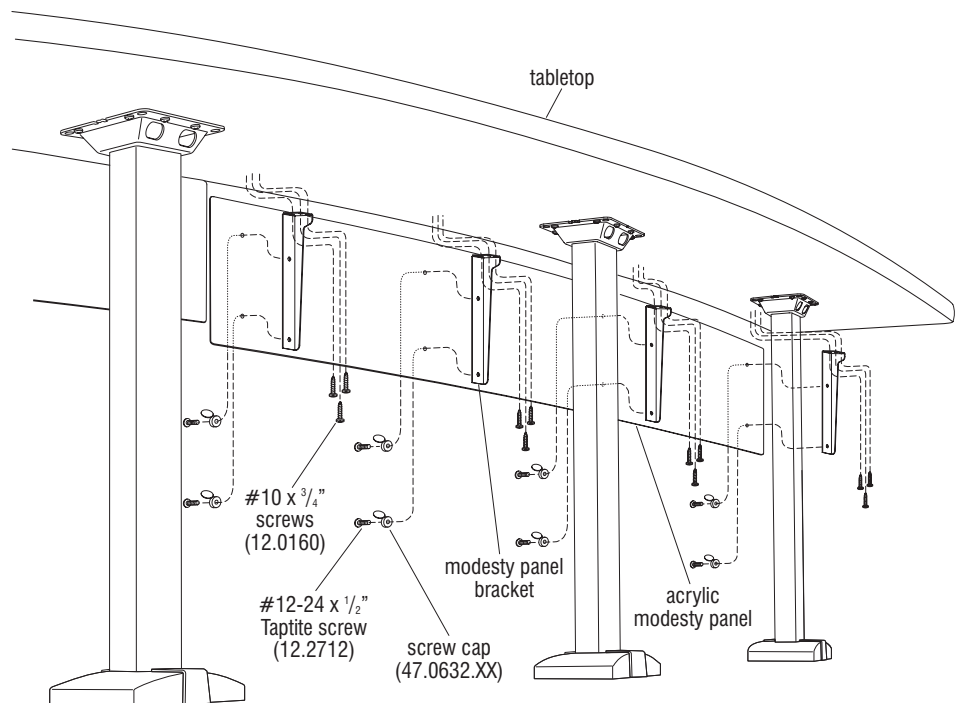 tabletop
#10 x 3/4”
screws
(12.0160)
#12-24 x 1/2”
Taptite screw
(12.2712)
screw cap
(47.0632.XX)
modesty panel
bracket
acrylic
modesty panel